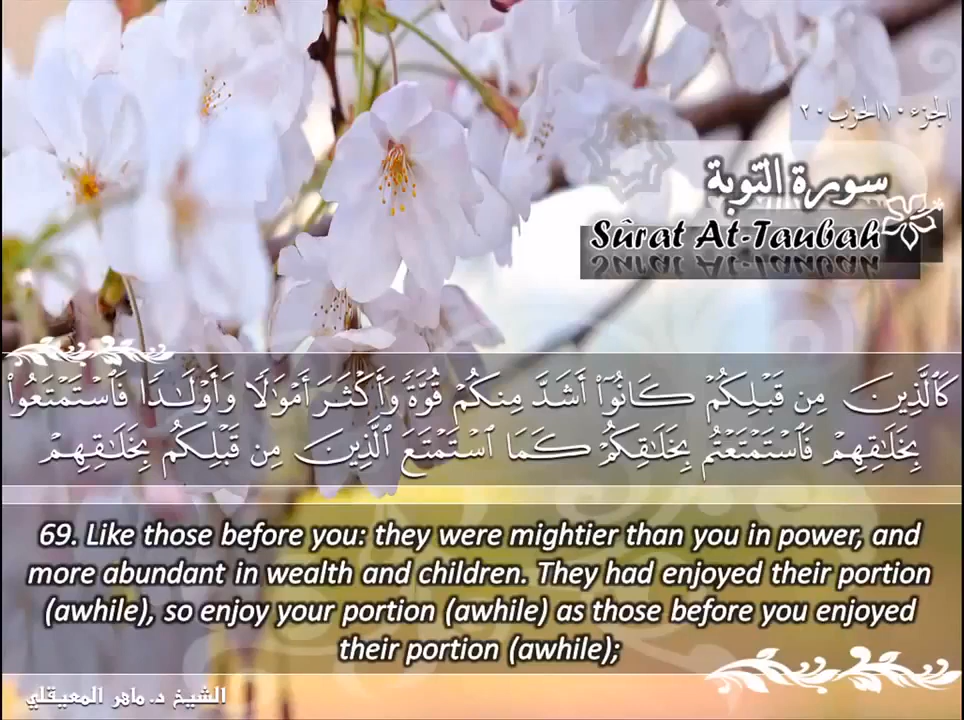 الجزء ١٠ الحزب ٢٠
سورة التوبة
Sûrat At-Taubah
كَٱلَّذِينَ مِن قَبْلِكُمْ كَانُوٓا۟ أَشَدَّ مِنكُمْ قُوَّةً وَأَكْثَرَ أَمْوَٰلًا وَأَوْلَـٰدًا فَٱسْتَمْتَعُوا۟
بِخَلَـٰقِهِمْ فَٱسْتَمْتَعْتُم بِخَلَـٰقِكُمْ كَمَا ٱسْتَمْتَعَ ٱلَّذِينَ مِن قَبْلِكُم بِخَلَـٰقِهِمْ
69. Like those before you: they were mightier than you in power, and
more abundant in wealth and children. They had enjoyed their portion
(awhile), so enjoy your portion (awhile) as those before you enjoyed
their portion (awhile);
الشيخ د. ماهر المعيقلي